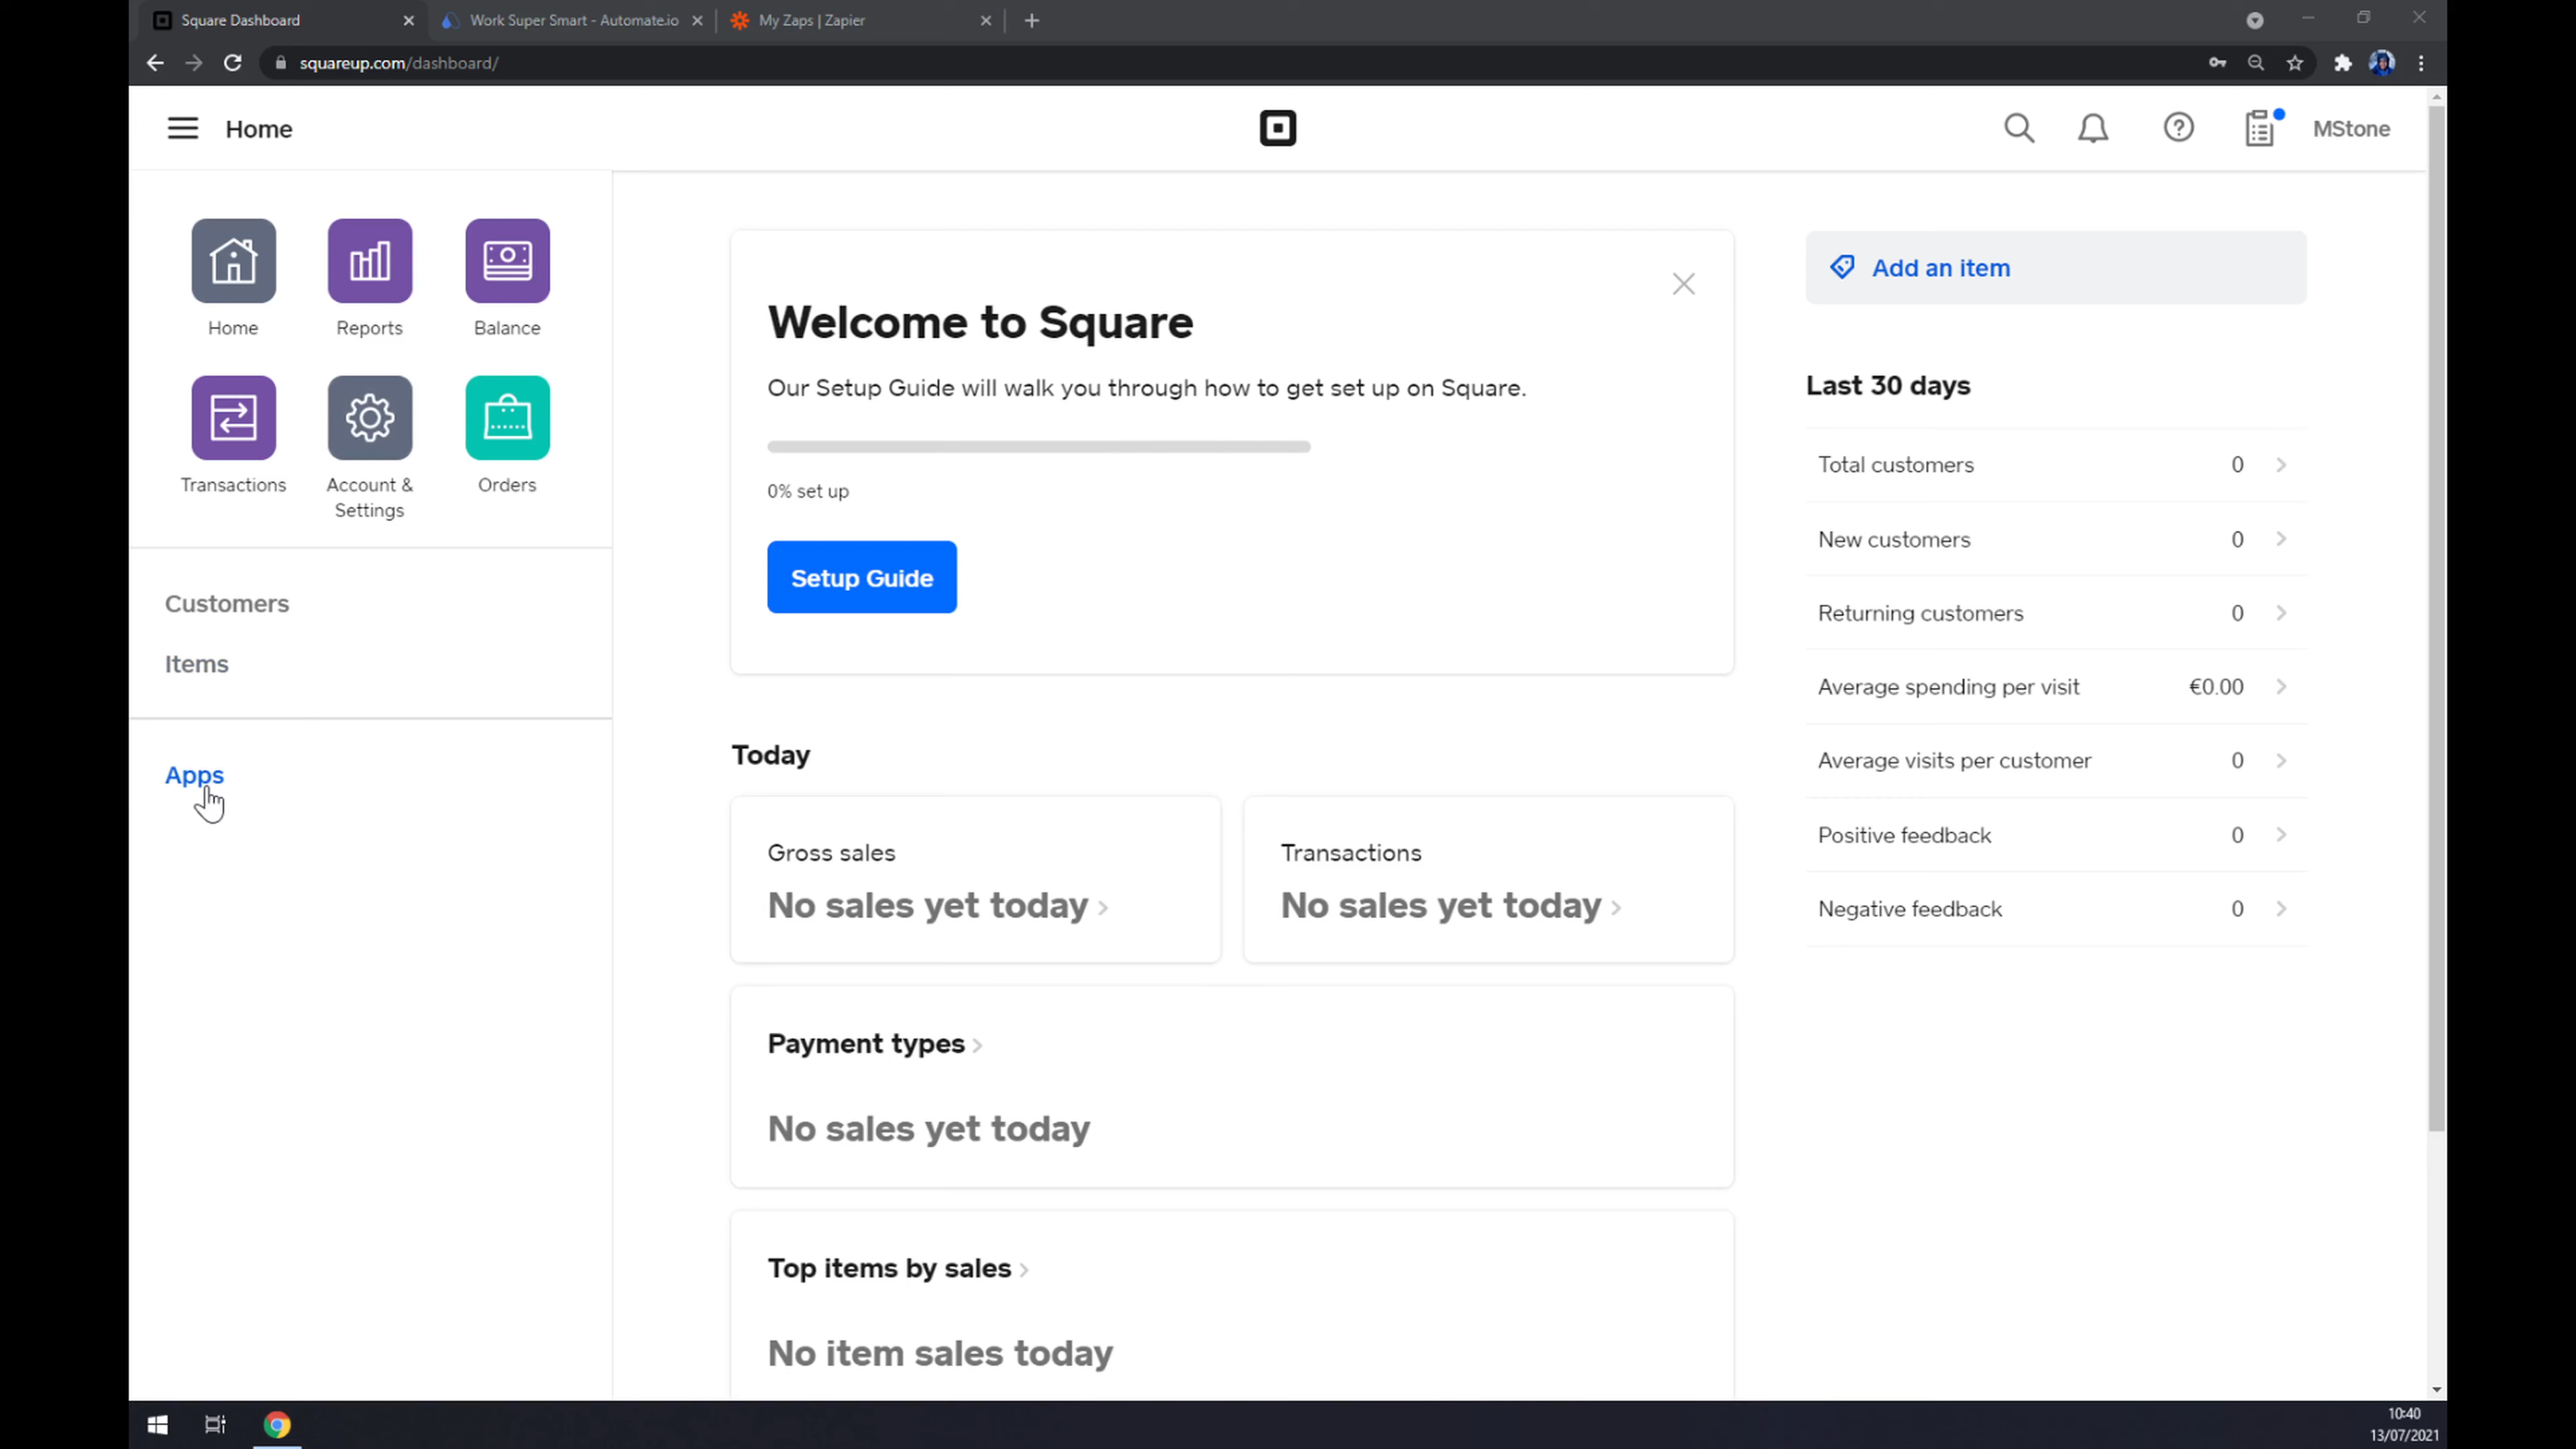 Square Dashboard
Work Super Smart - Automate.io
My Zaps | Zapier
squareup.com/dashboard/
Home
MStone
Home
Reports
Balance
Transactions
Account &
Settings
Orders
Customers
Items
Apps
Welcome to Square
Our Setup Guide will walk you through how to get set up on Square.
0% set up
Setup Guide
Today
Gross sales
No sales yet today
Transactions
No sales yet today
Payment types
No sales yet today
Top items by sales
No item sales today
Add an item
Last 30 days
Total customers 0
New customers 0
Returning customers 0
Average spending per visit €0.00
Average visits per customer 0
Positive feedback 0
Negative feedback 0
10:40
13/07/2021